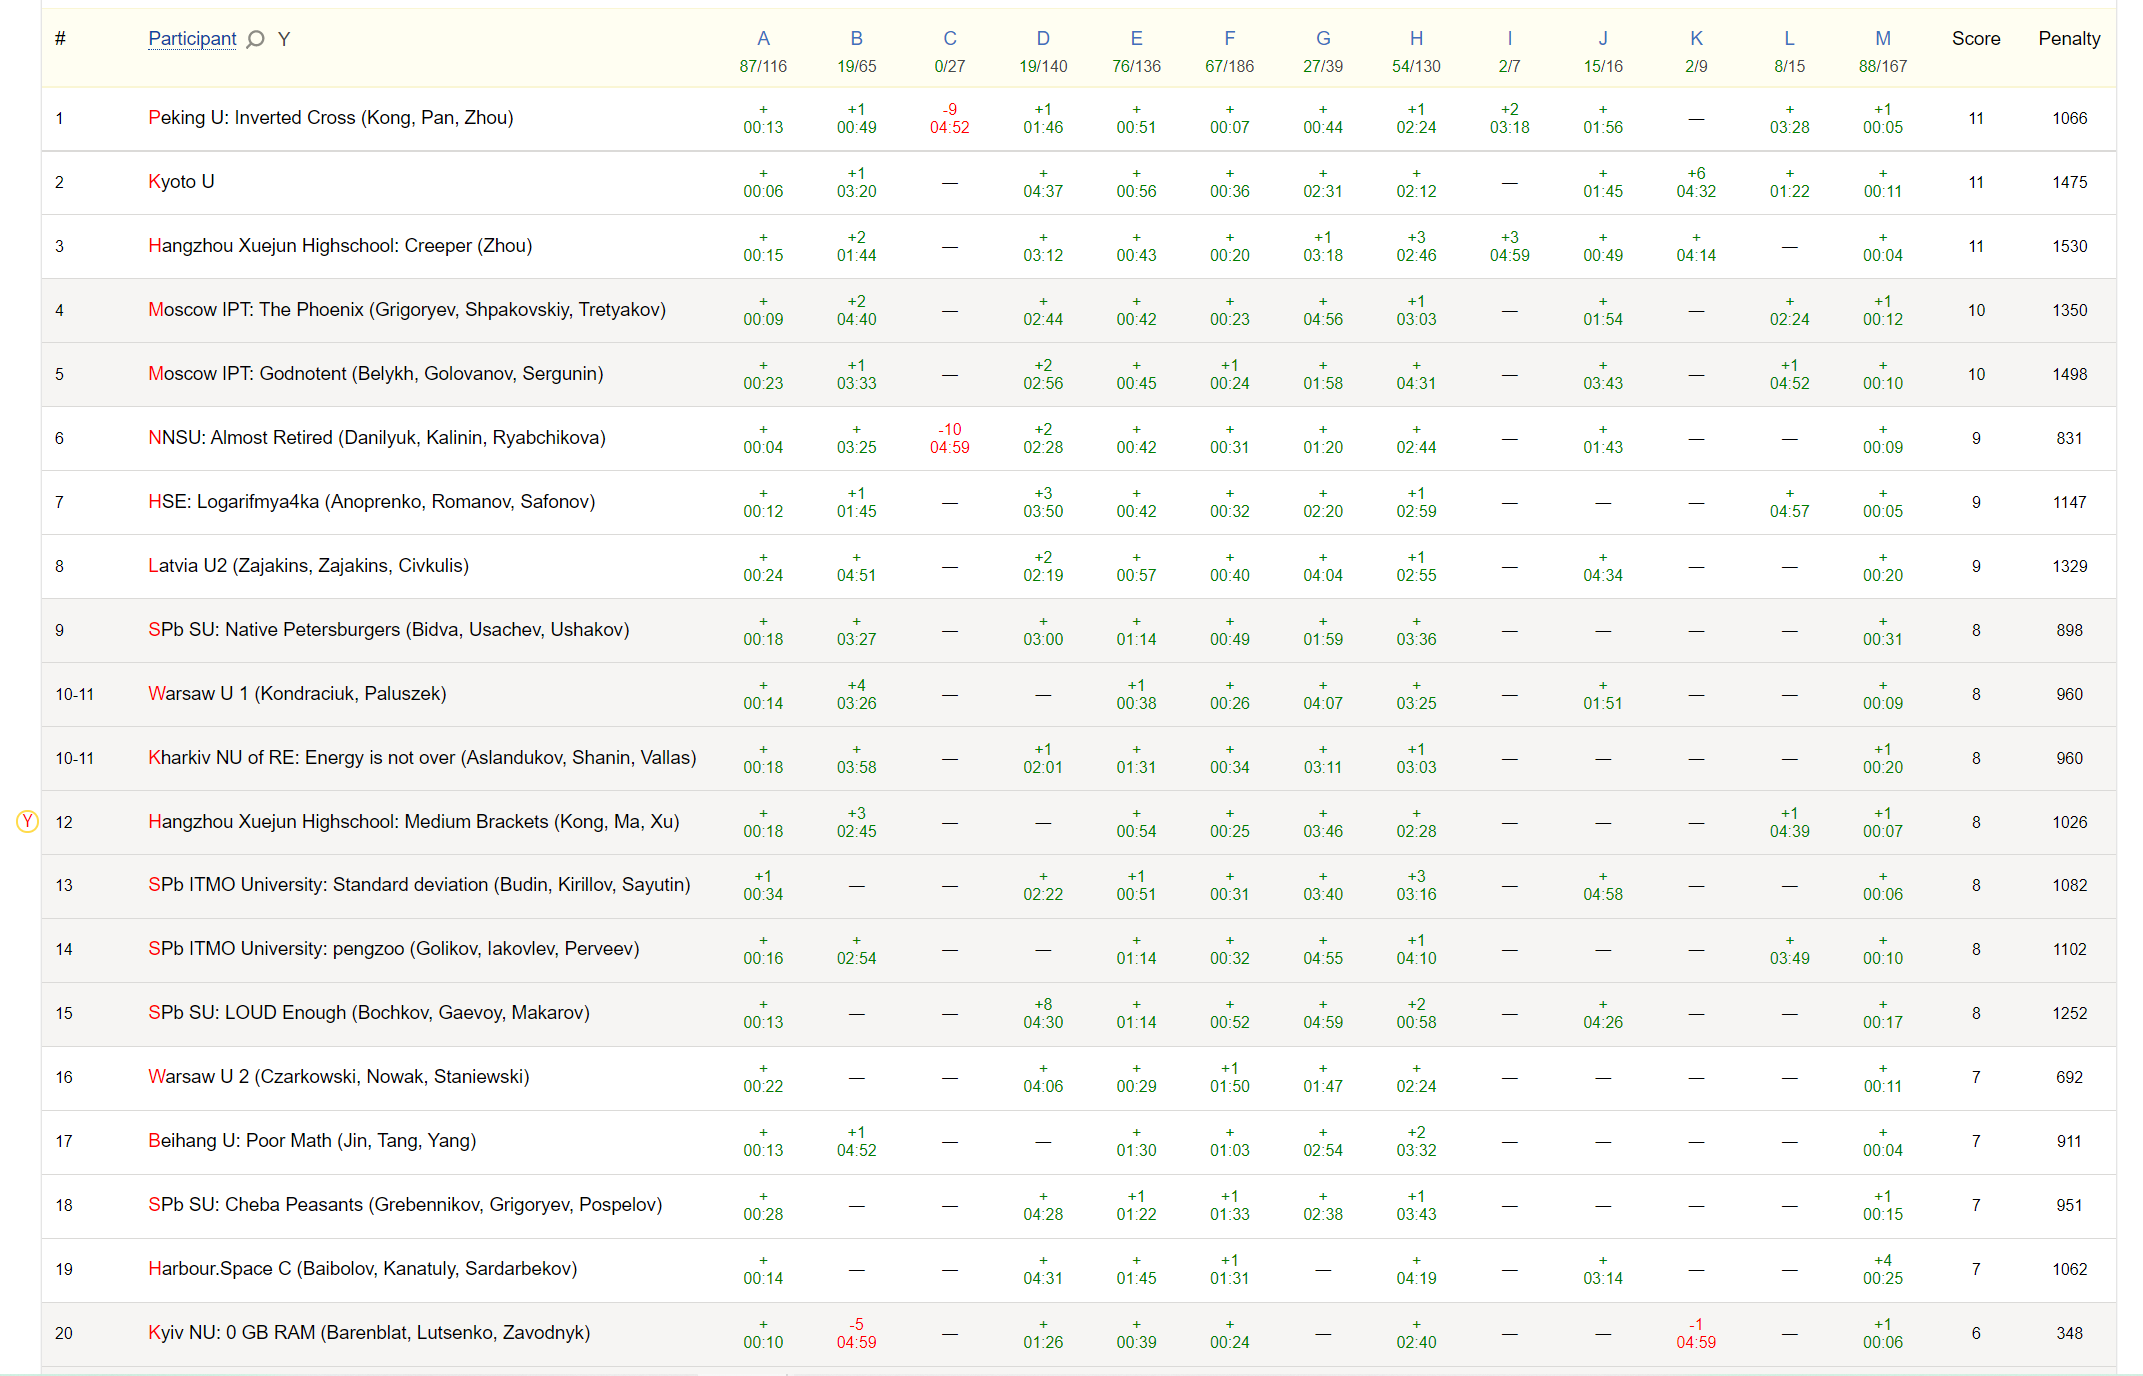 # Participant Y A B C D E F G H I J K L M Score Penalty
87/116 19/65 0/27 19/140 76/136 67/186 27/39 54/130 2/7 15/16 2/9 8/15 88/167
+ +1 -9 +1 + + + +1 +2 + + +1
1 Peking U: Inverted Cross (Kong, Pan, Zhou) — 11 1066
00:13 00:49 04:52 01:46 00:51 00:07 00:44 02:24 03:18 01:56 03:28 00:05
+ +1 + + + + + + +6 + +
2 Kyoto U — — 11 1475
00:06 03:20 04:37 00:56 00:36 02:31 02:12 01:45 04:32 01:22 00:11
+ +2 + + + +1 +3 +3 + + +
3 Hangzhou Xuejun Highschool: Creeper (Zhou) — — 11 1530
00:15 01:44 03:12 00:43 00:20 03:18 02:46 04:59 00:49 04:14 00:04
+ +2 + + + + +1 + + +1
4 Moscow IPT: The Phoenix (Grigoryev, Shpakovskiy, Tretyakov) — — — 10 1350
00:09 04:40 02:44 00:42 00:23 04:56 03:03 01:54 02:24 00:12
+ +1 +2 + +1 + + + +1 +
5 Moscow IPT: Godnotent (Belykh, Golovanov, Sergunin) — — — 10 1498
00:23 03:33 02:56 00:45 00:24 01:58 04:31 03:43 04:52 00:10
+ + -10 +2 + + + + + +
6 NNSU: Almost Retired (Danilyuk, Kalinin, Ryabchikova) — — — 9 831
00:04 03:25 04:59 02:28 00:42 00:31 01:20 02:44 01:43 00:09
+ +1 +3 + + + +1 + +
7 HSE: Logarifmya4ka (Anoprenko, Romanov, Safonov) — — — — 9 1147
00:12 01:45 03:50 00:42 00:32 02:20 02:59 04:57 00:05
+ + +2 + + + +1 + +
8 Latvia U2 (Zajakins, Zajakins, Civkulis) — — — — 9 1329
00:24 04:51 02:19 00:57 00:40 04:04 02:55 04:34 00:20
+ + + + + + + +
9 SPb SU: Native Petersburgers (Bidva, Usachev, Ushakov) — — — — — 8 898
00:18 03:27 03:00 01:14 00:49 01:59 03:36 00:31
+ +4 +1 + + + + +
10-11 Warsaw U 1 (Kondraciuk, Paluszek) — — — — — 8 960
00:14 03:26 00:38 00:26 04:07 03:25 01:51 00:09
+ + +1 + + + +1 +1
10-11 Kharkiv NU of RE: Energy is not over (Aslandukov, Shanin, Vallas) — — — — — 8 960
00:18 03:58 02:01 01:31 00:34 03:11 03:03 00:20
+ +3 + + + + +1 +1
Y 12 Hangzhou Xuejun Highschool: Medium Brackets (Kong, Ma, Xu) — — — — — 8 1026
00:18 02:45 00:54 00:25 03:46 02:28 04:39 00:07
+1 + +1 + + +3 + +
13 SPb ITMO University: Standard deviation (Budin, Kirillov, Sayutin) — — — — — 8 1082
00:34 02:22 00:51 00:31 03:40 03:16 04:58 00:06
+ + + + + +1 + +
14 SPb ITMO University: pengzoo (Golikov, Iakovlev, Perveev) — — — — — 8 1102
00:16 02:54 01:14 00:32 04:55 04:10 03:49 00:10
+ +8 + + + +2 + +
15 SPb SU: LOUD Enough (Bochkov, Gaevoy, Makarov) — — — — — 8 1252
00:13 04:30 01:14 00:52 04:59 00:58 04:26 00:17
+ + + +1 + + +
16 Warsaw U 2 (Czarkowski, Nowak, Staniewski) — — — — — — 7 692
00:22 04:06 00:29 01:50 01:47 02:24 00:11
+ +1 + + + +2 +
17 Beihang U: Poor Math (Jin, Tang, Yang) — — — — — — 7 911
00:13 04:52 01:30 01:03 02:54 03:32 00:04
+ + +1 +1 + +1 +1
18 SPb SU: Cheba Peasants (Grebennikov, Grigoryev, Pospelov) — — — — — — 7 951
00:28 04:28 01:22 01:33 02:38 03:43 00:15
+ + + +1 + + +4
19 Harbour.Space C (Baibolov, Kanatuly, Sardarbekov) — — — — — — 7 1062
00:14 04:31 01:45 01:31 04:19 03:14 00:25
+ -5 + + + + -1 +1
20 Kyiv NU: 0 GB RAM (Barenblat, Lutsenko, Zavodnyk) — — — — — 6 348
00:10 04:59 01:26 00:39 00:24 02:40 04:59 00:06